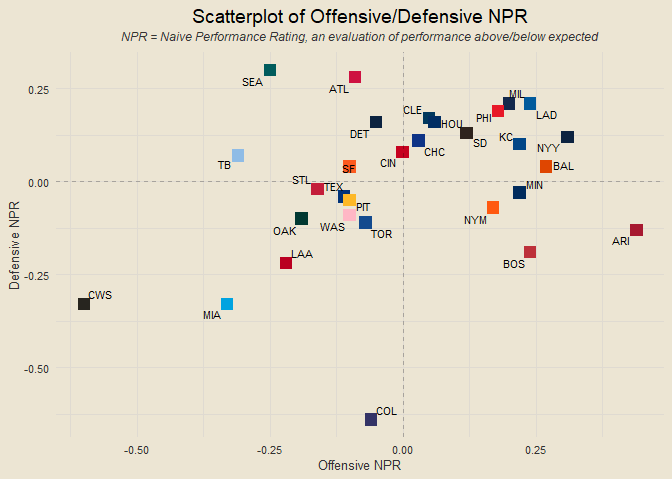 Scatterplot of Offensive/Defensive NPR
NPR = Naive Performance Rating, an evaluation of performance above/below expected
SEA
ATL
0.25
MIL
CLE
PHI
LAD
HOU
DET
SD
KC
NYY
CHC
TB
CIN
SF
BAL
0.00
STL
TEX
MIN
PIT
NYM
WAS
OAK
TOR
ARI
LAA
BOS
Defensive NPR
-0.25
CWS
MIA
-0.50
COL
-0.50
-0.25
0.00
0.25
Offensive NPR